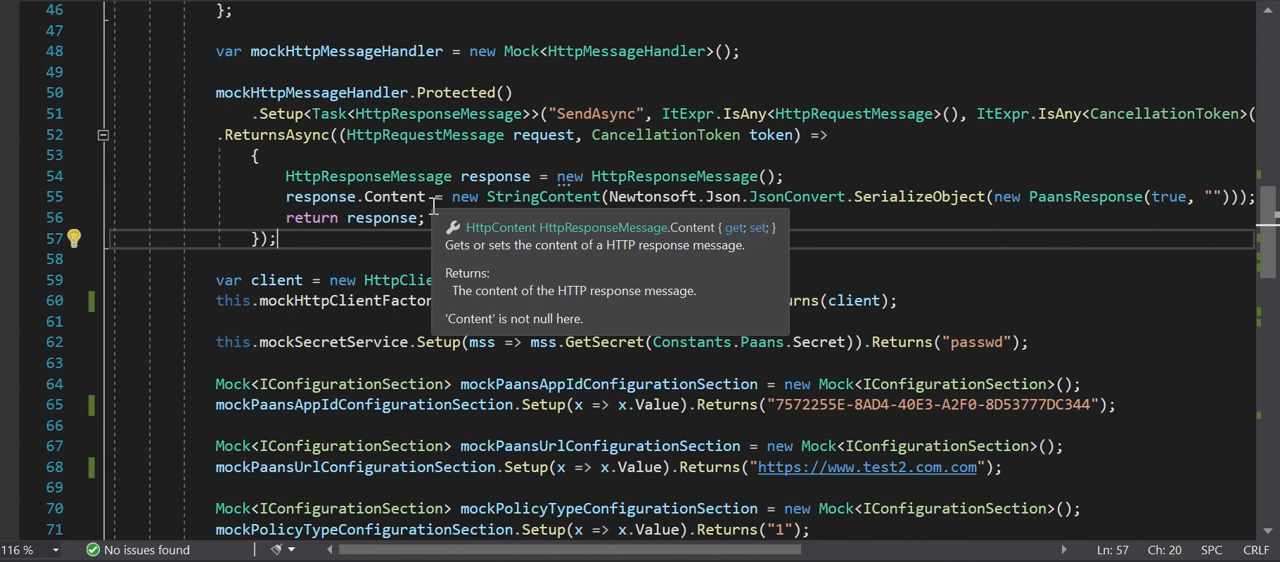 46 };
47
48 var mockHttpMessageHandler = new Mock<HttpMessageHandler>();
49
50 mockHttpMessageHandler.Protected()
51 .Setup<Task<HttpResponseMessage>>("SendAsync", ItExpr.IsAny<HttpRequestMessage>(), ItExpr.IsAny<CancellationToken>(
52 .ReturnsAsync((HttpRequestMessage request, CancellationToken token) =>
53 {
54 HttpResponseMessage response = new HttpResponseMessage();
55 response.Content = new StringContent(Newtonsoft.Json.JsonConvert.SerializeObject(new PaansResponse(true, "")));
56 return response;
57 });
HttpContent HttpResponseMessage.Content { get; set; }
Gets or sets the content of a HTTP response message.
Returns:
The content of the HTTP response message.
'Content' is not null here.
58
59 var client = new HttpClie
60 this.mockHttpClientFactor urns(client);
61
62 this.mockSecretService.Setup(mss => mss.GetSecret(Constants.Paans.Secret)).Returns("passwd");
63
64 Mock<IConfigurationSection> mockPaansAppIdConfigurationSection = new Mock<IConfigurationSection>();
65 mockPaansAppIdConfigurationSection.Setup(x => x.Value).Returns("7572255E-8AD4-40E3-A2F0-8D53777DC344");
66
67 Mock<IConfigurationSection> mockPaansUrlConfigurationSection = new Mock<IConfigurationSection>();
68 mockPaansUrlConfigurationSection.Setup(x => x.Value).Returns("https://www.test2.com.com");
69
70 Mock<IConfigurationSection> mockPolicyTypeConfigurationSection = new Mock<IConfigurationSection>();
71 mockPolicyTypeConfigurationSection.Setup(x => x.Value).Returns("1");
116 % No issues found Ln: 57 Ch: 20 SPC CRLF